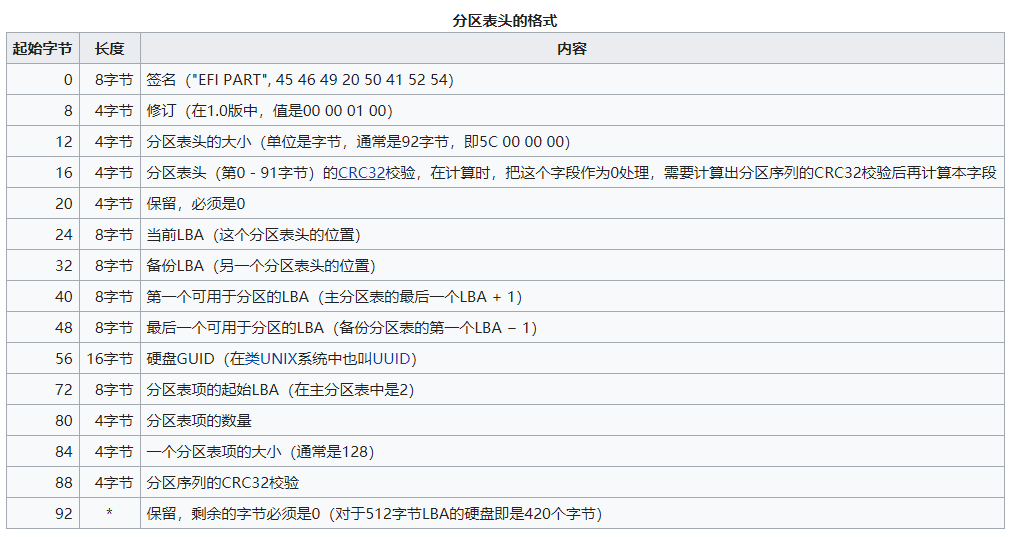 分区表头的格式
起始字节 长度 内容
0 8字节 签名（"EFI PART", 45 46 49 20 50 41 52 54）
8 4字节 修订（在1.0版中，值是00 00 01 00）
12 4字节 分区表头的大小（单位是字节，通常是92字节，即5C 00 00 00）
16 4字节 分区表头（第0 - 91字节）的CRC32校验，在计算时，把这个字段作为0处理，需要计算出分区序列的CRC32校验后再计算本字段
20 4字节 保留，必须是0
24 8字节 当前LBA（这个分区表头的位置）
32 8字节 备份LBA（另一个分区表头的位置）
40 8字节 第一个可用于分区的LBA（主分区表的最后一个LBA + 1）
48 8字节 最后一个可用于分区的LBA（备份分区表的第一个LBA − 1）
56 16字节 硬盘GUID（在类UNIX系统中也叫UUID）
72 8字节 分区表项的起始LBA（在主分区表中是2）
80 4字节 分区表项的数量
84 4字节 一个分区表项的大小（通常是128）
88 4字节 分区序列的CRC32校验
92 * 保留，剩余的字节必须是0（对于512字节LBA的硬盘即是420个字节）